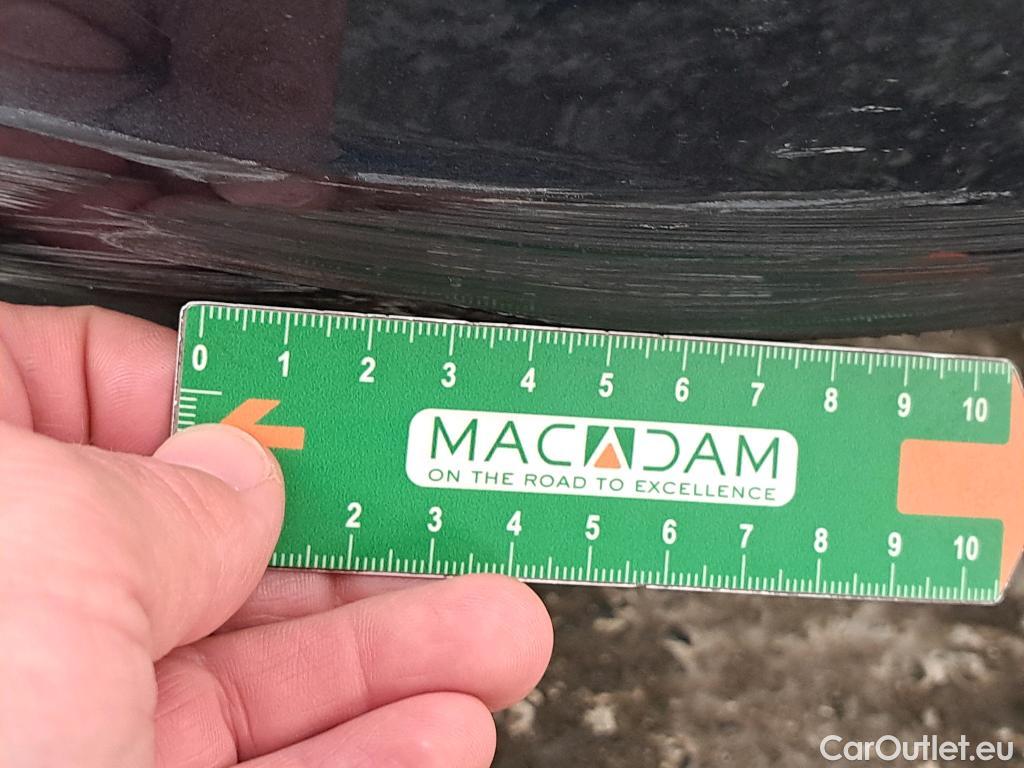 0 1 2 3 4 5 6 7 8 9 10
MACADAM
ON THE ROAD TO EXCELLENCE
2 3 4 5 6 7 8 9 10
CarOutlet.eu